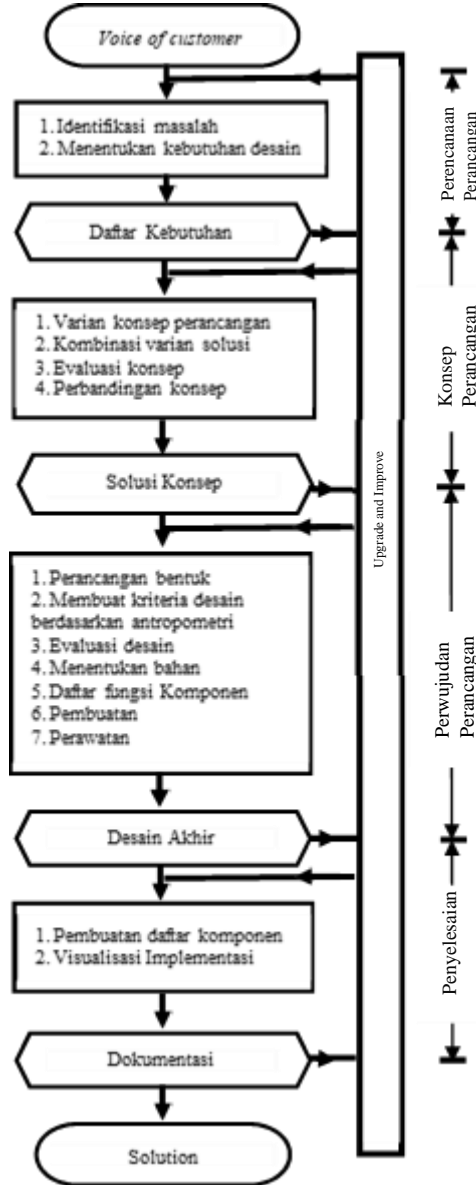 Voice of customer
1. Identifikasi masalah
2. Menentukan kebutuhan desain
Daftar Kebutuhan
1. Varian konsep perancangan
2. Kombinasi varian solusi
3. Evaluasi konsep
4. Perbandingan konsep
Solusi Konsep
1. Perancangan bentuk
2. Membuat kriteria desain
berdasarkan antropometri
3. Evaluasi desain
4. Menentukan bahan
5. Daftar fungsi Komponen
6. Pembuatan
7. Perawatan
Desain Akhir
1. Pembuatan daftar komponen
2. Visualisasi Implementasi
Dokumentasi
Solution
Upgrade and Improve
Perencanaan
Perancangan
Konsep
Perancangan
Perwujudan
Perancangan
Penyelesaian